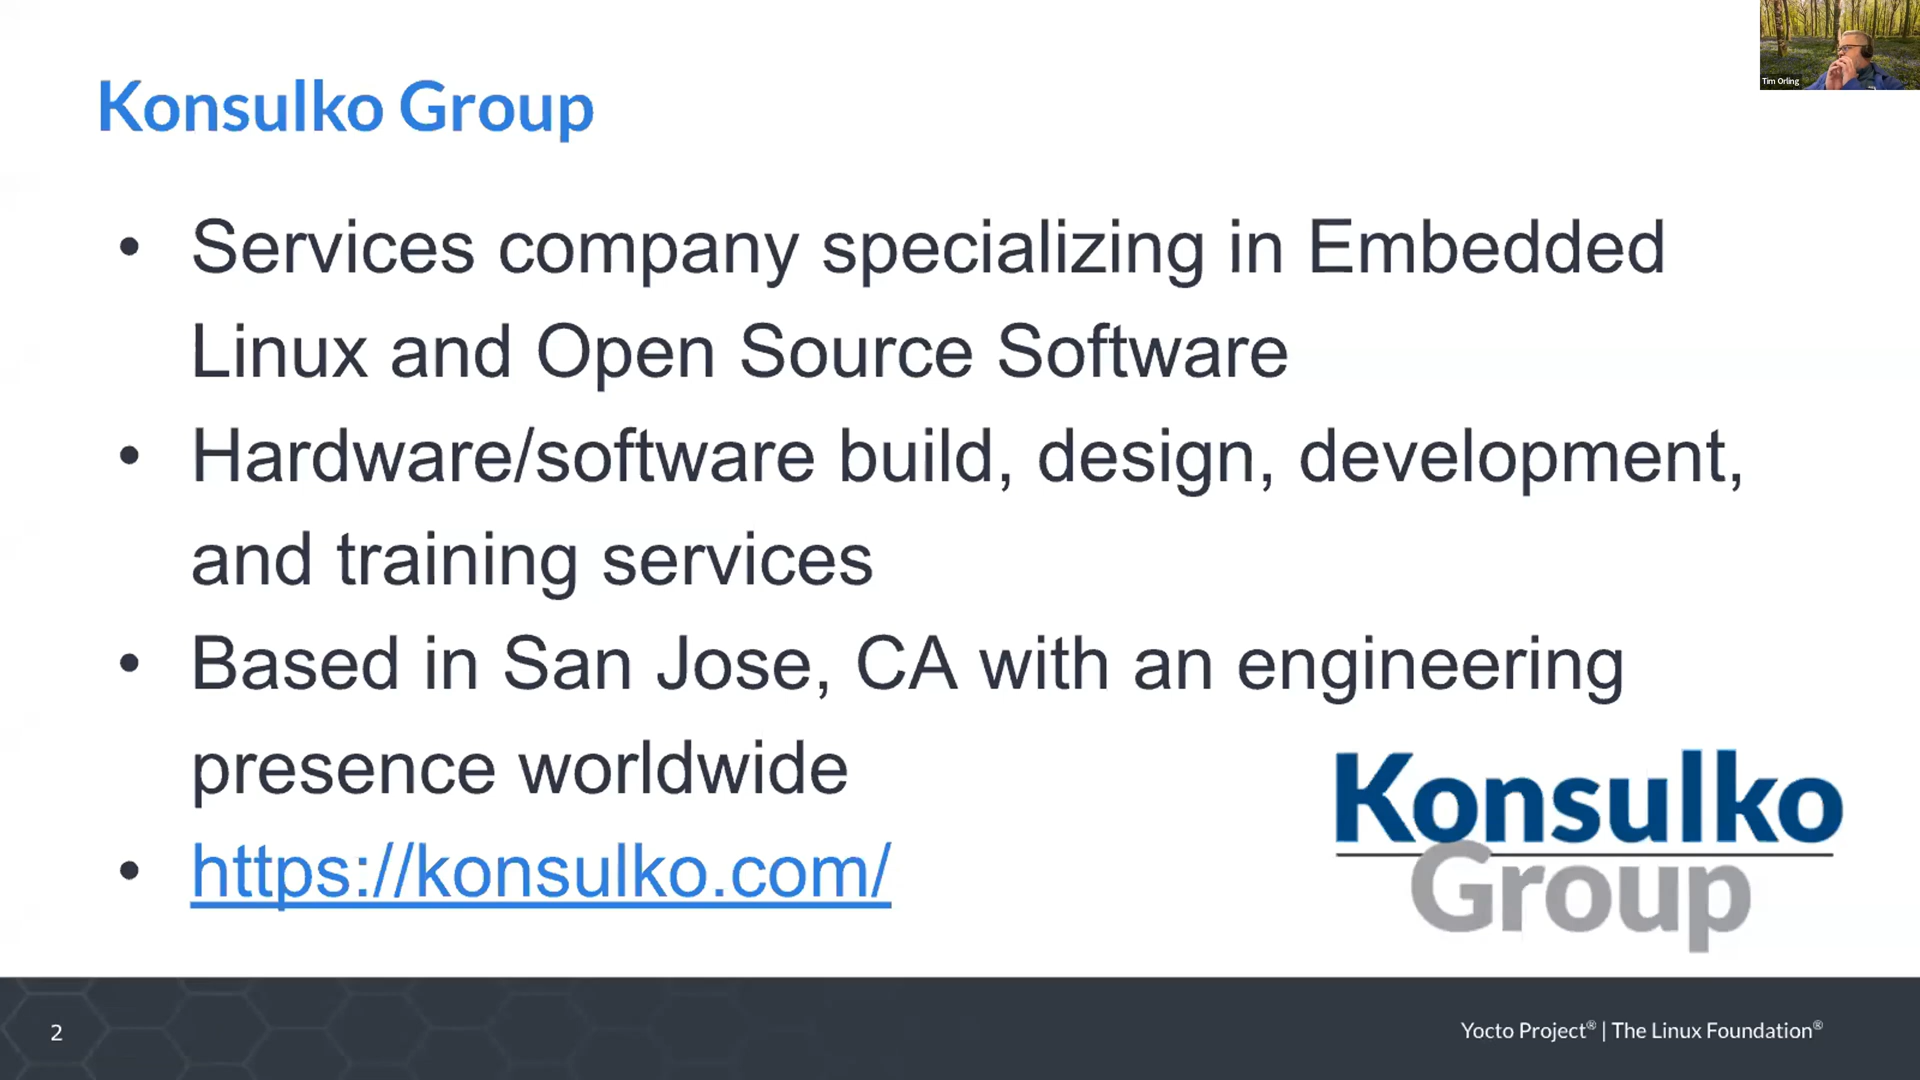 Tim Orling
Konsulko Group
• Services company specializing in Embedded
Linux and Open Source Software
• Hardware/software build, design, development,
and training services
• Based in San Jose, CA with an engineering
presence worldwide
• https://konsulko.com/
Konsulko
Group
2
Yocto Project® | The Linux Foundation®